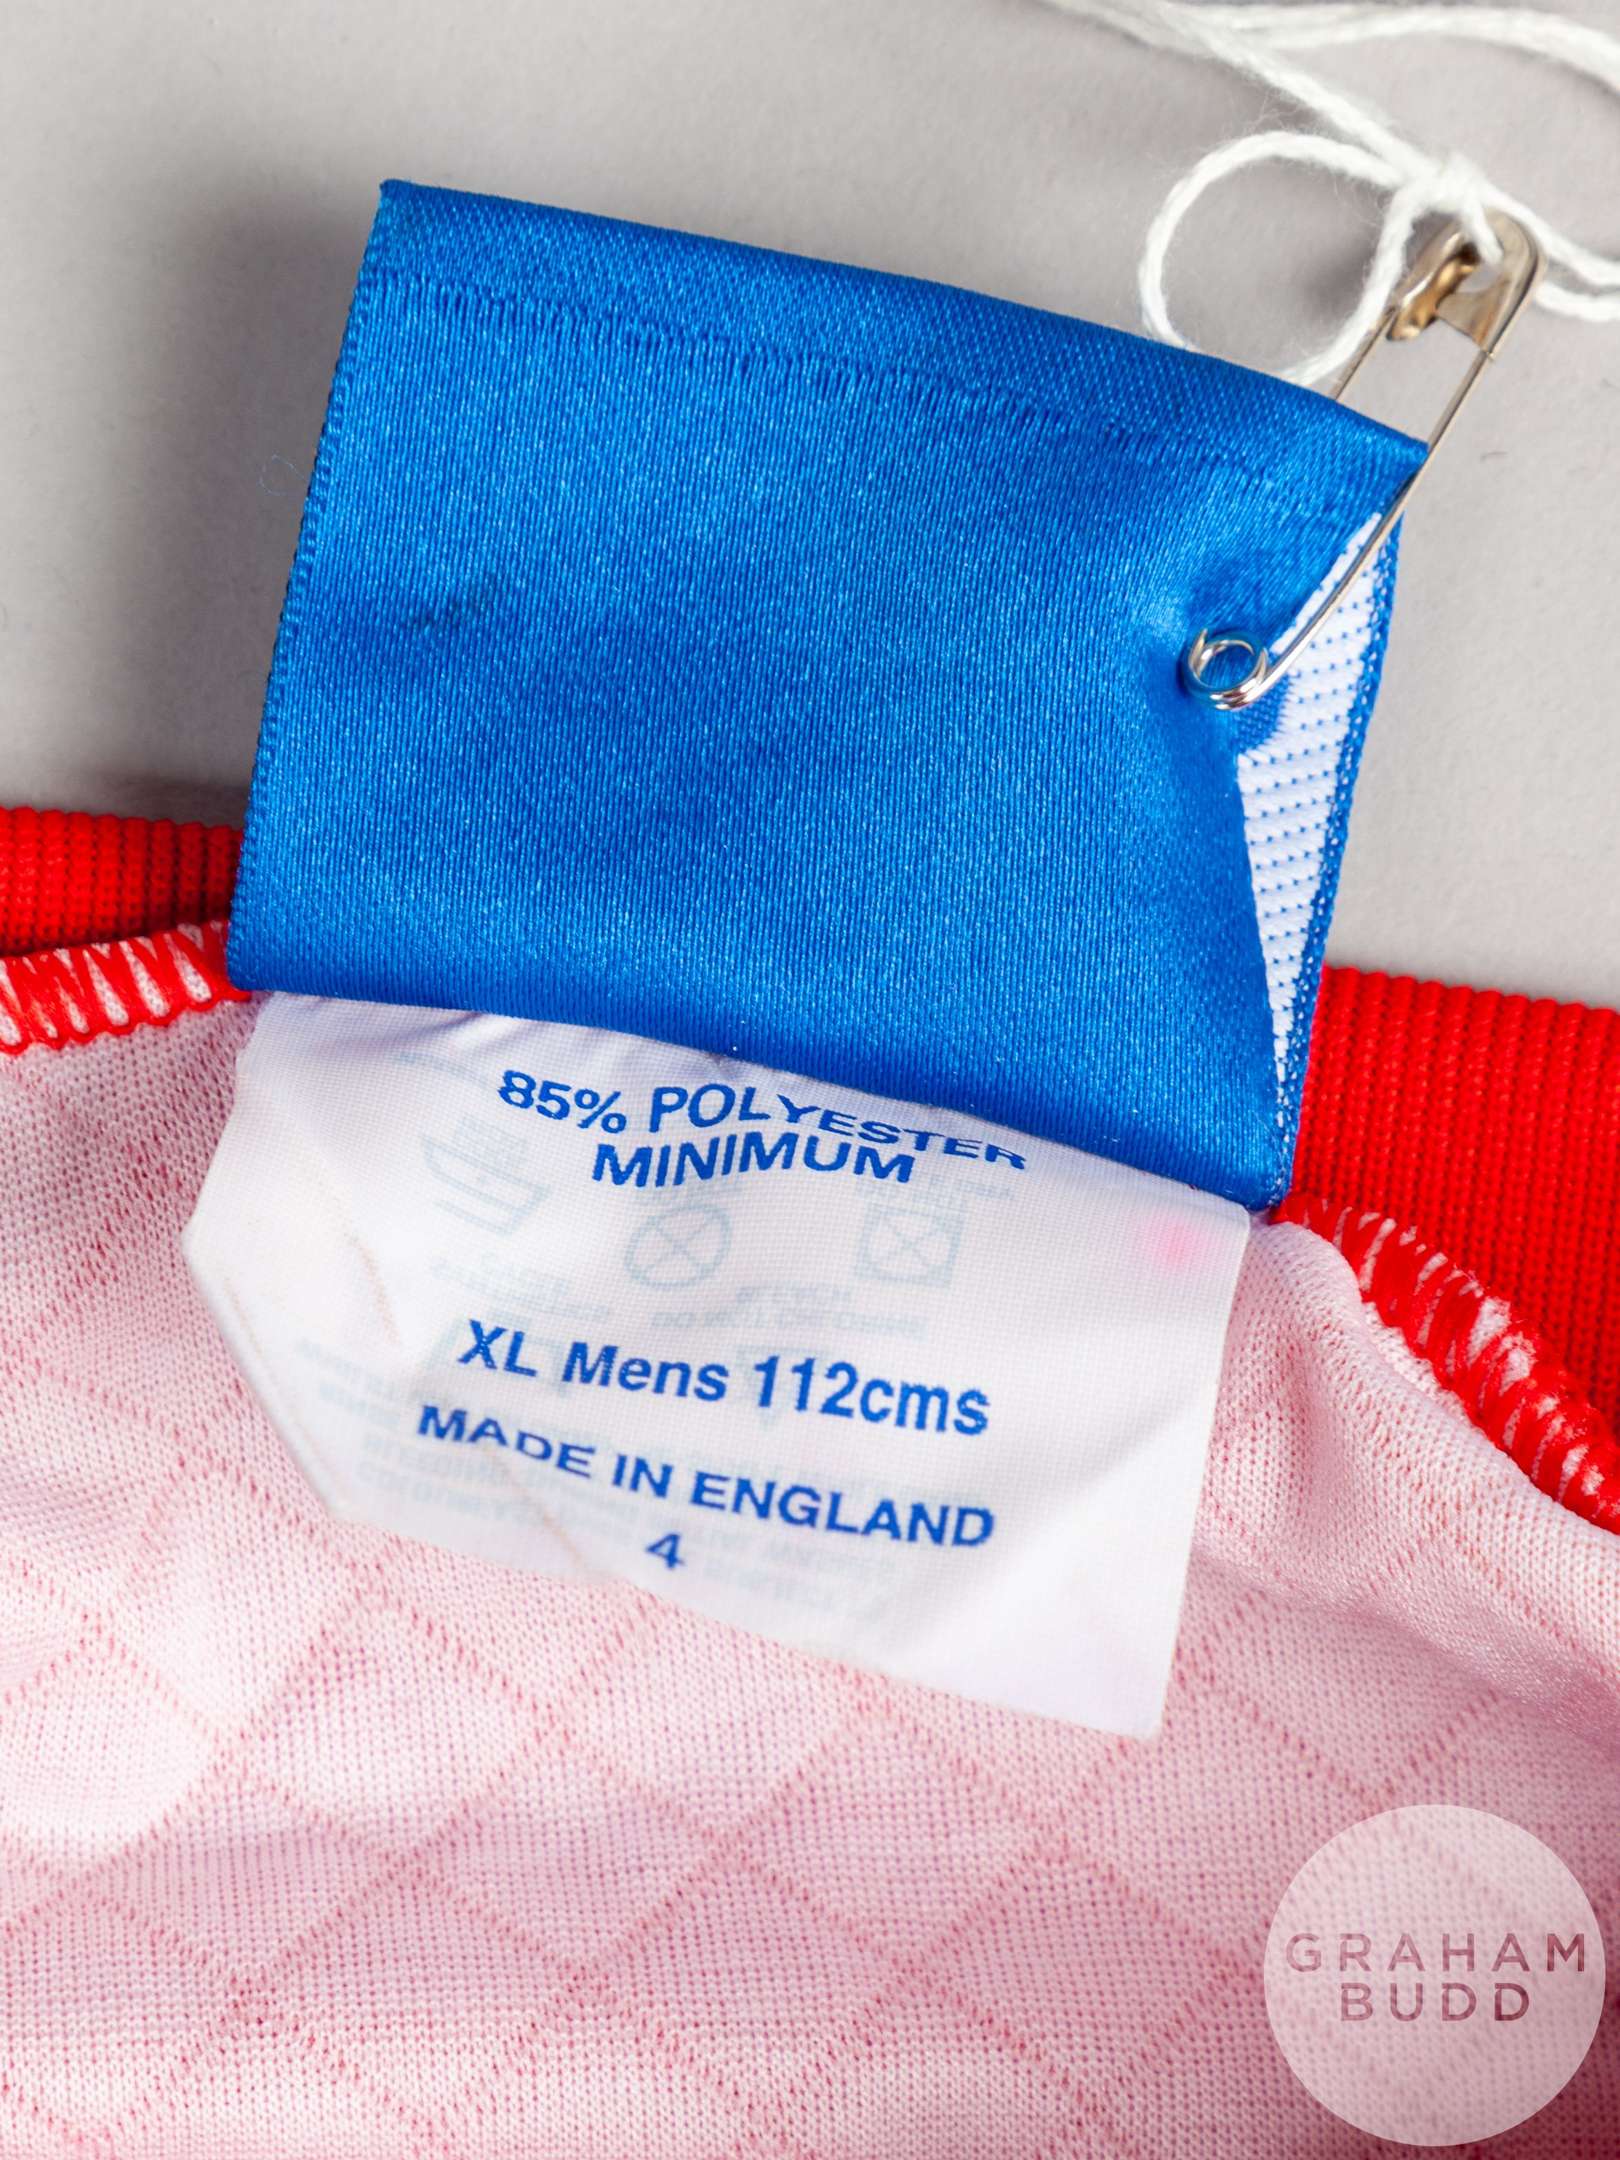 85% POLYESTER
MINIMUM
XL Mens 112cms
MADE IN ENGLAND
4
GRAHAM
BUDD